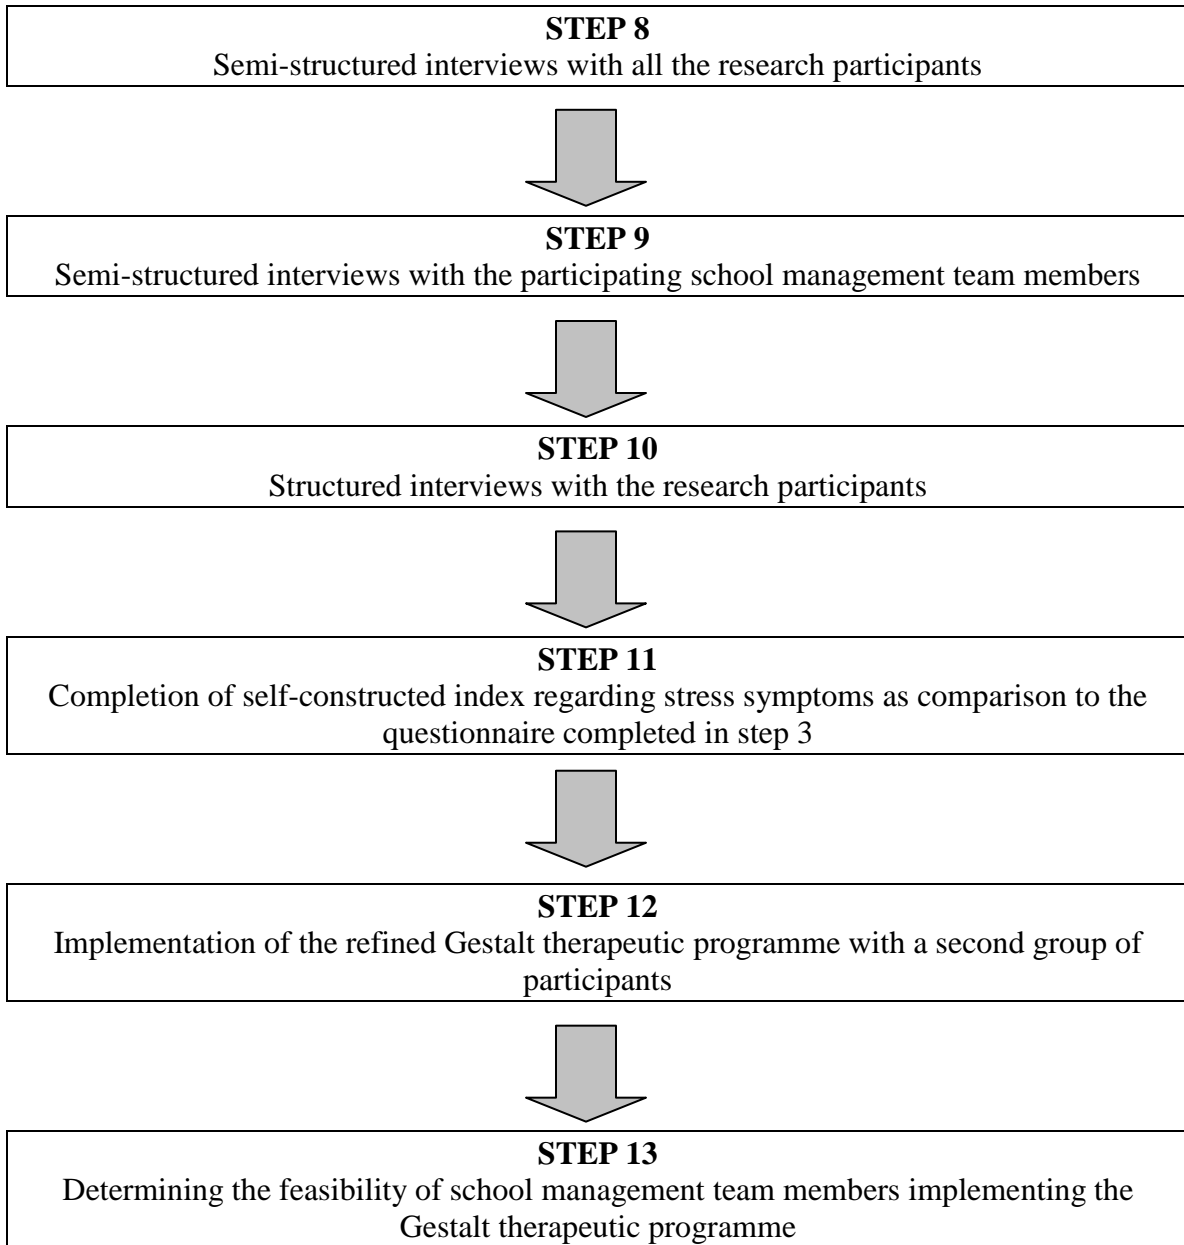 STEP 8
Semi-structured interviews with all the research participants
STEP 9
Semi-structured interviews with the participating school management team members
STEP 10
Structured interviews with the research participants
STEP 11
Completion of self-constructed index regarding stress symptoms as comparison to the
questionnaire completed in step 3
STEP 12
Implementation of the refined Gestalt therapeutic programme with a second group of
participants
STEP 13
Determining the feasibility of school management team members implementing the
Gestalt therapeutic programme